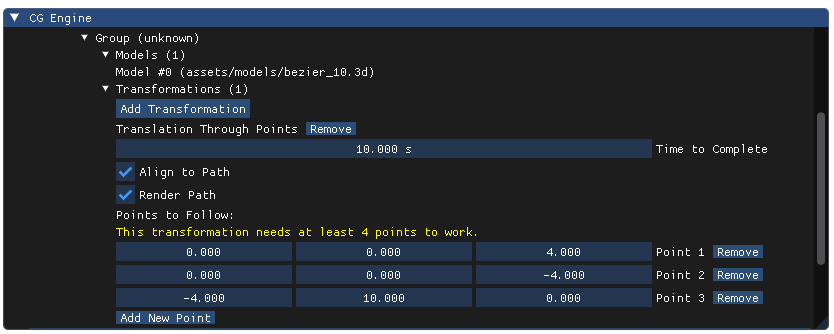 CG Engine
Group (unknown)
Models (1)
Model #0 (assets/models/bezier_10.3d)
Transformations (1)
Add Transformation
Translation Through Points Remove
10.000 s Time to Complete
Align to Path
Render Path
Points to Follow:
This transformation needs at least 4 points to work.
0.000 0.000 4.000 Point 1 Remove
0.000 0.000 -4.000 Point 2 Remove
-4.000 10.000 0.000 Point 3 Remove
Add New Point